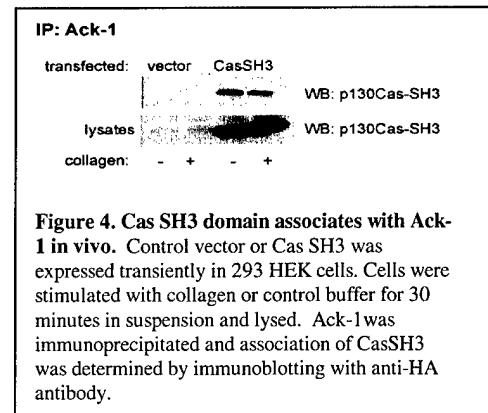 IP: Ack-1
transfected: vector CasSH3
WB: p130Cas-SH3
lysates WB: p130Cas-SH3
collagen: - + - +
Figure 4. Cas SH3 domain associates with Ack-
1 in vivo. Control vector or Cas SH3 was
expressed transiently in 293 HEK cells. Cells were
stimulated with collagen or control buffer for 30
minutes in suspension and lysed. Ack-1was
immunoprecipitated and association of CasSH3
was determined by immunoblotting with anti-HA
antibody.